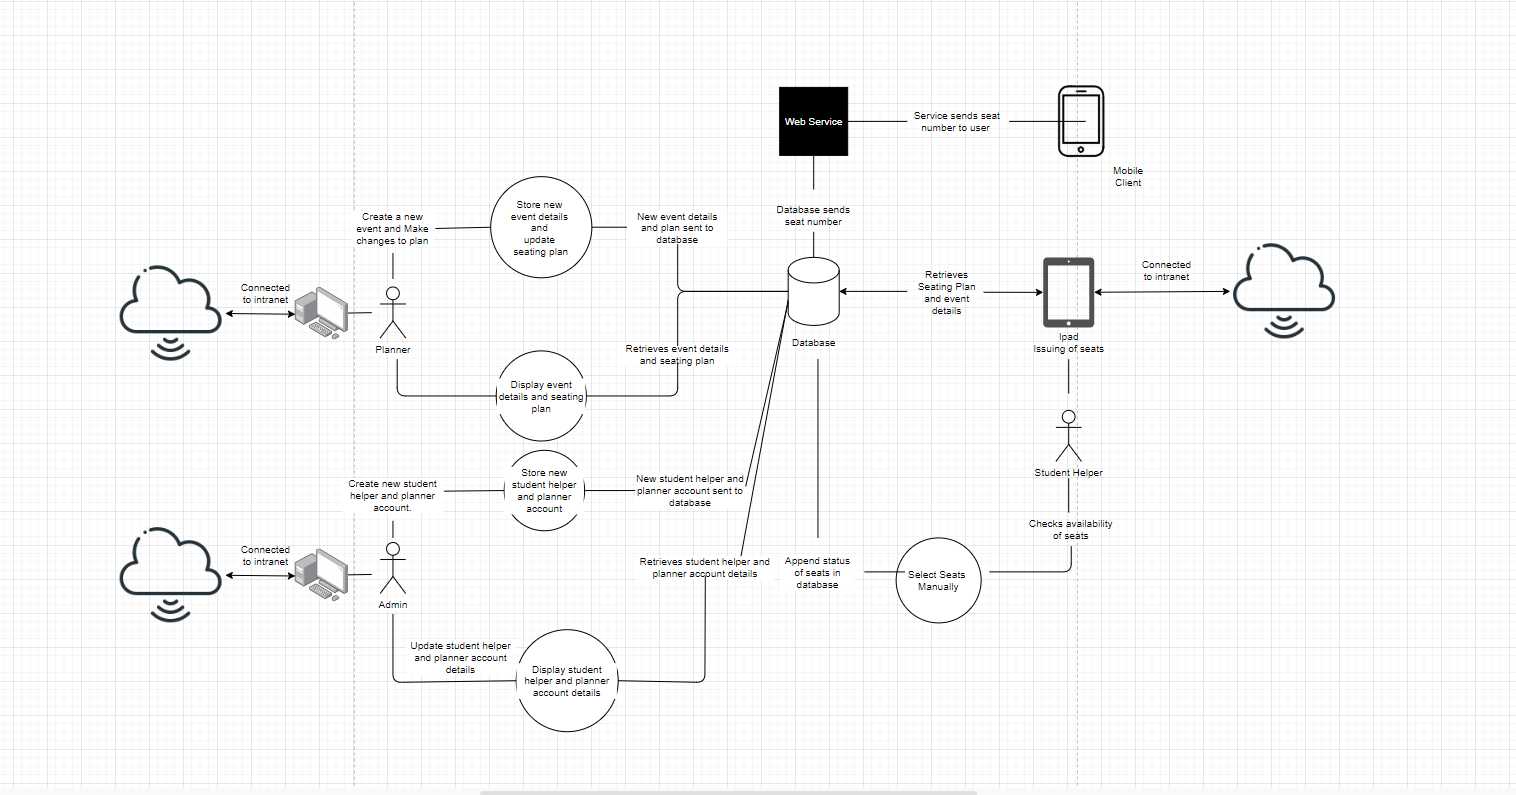 Web Service
Service sends seat
number to user
Mobile
Client
Create a new
event and Make
changes to plan
Store new
event details
and
update
seating plan
New event details
and plan sent to
database
Database sends
seat number
Connected
to intranet
Planner
Database
Retrieves
Seating Plan
and event
details
Ipad
Issuing of seats
Connected
to intranet
Retrieves event details
and seating plan
Display event
details and seating
plan
Student Helper
Create new student
helper and planner
account.
Store new
student helper
and planner
account
New student helper and
planner account sent to
database
Checks availability
of seats
Connected
to intranet
Admin
Retrieves student helper and
planner account details
Append status
of seats in
database
Select Seats
Manually
Update student helper
and planner account
details
Display student
helper and planner
account details